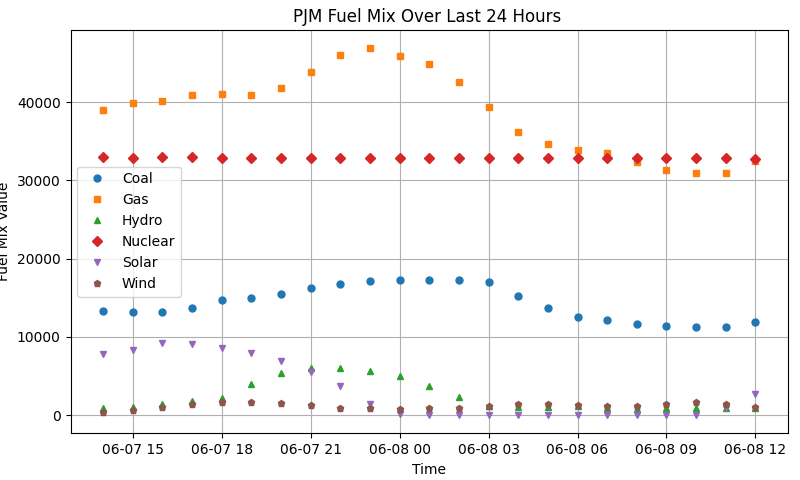 PJM Fuel Mix Over Last 24 Hours
40000
30000
20000
10000
0
Fuel Mix Value
Coal
Gas
Hydro
Nuclear
Solar
Wind
06-07 15 06-07 18 06-07 21 06-08 00 06-08 03 06-08 06 06-08 09 06-08 12
Time